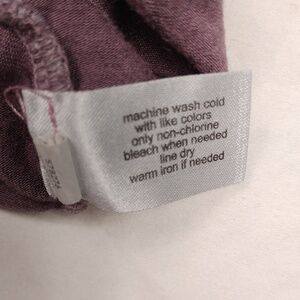 machine wash cold
with like colors
only non-chlorine
bleach when needed
line dry
warm iron if needed